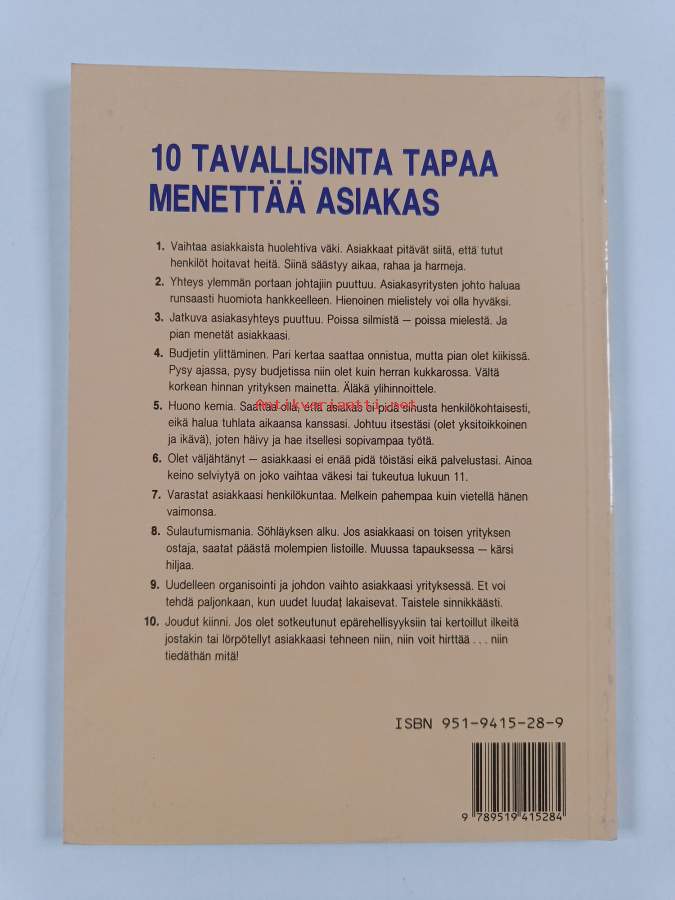 10 TAVALLISINTA TAPAA
MENETTÄÄ ASIAKAS
1. Vaihtaa asiakkaista huolehtiva väki. Asiakkaat pitävät siitä, että tutut
henkilöt hoitavat heitä. Siinä säästyy aikaa, rahaa ja harmeja.
2. Yhteys ylemmän portaan johtajiin puuttuu. Asiakasyritysten johto haluaa
runsaasti huomiota hankkeelleen. Hienoinen mielistely voi olla hyväksi.
3. Jatkuva asiakasyhteys puuttuu. Poissa silmistä — poissa mielestä. Ja
pian menetät asiakkaasi.
4. Budjetin ylittäminen. Pari kertaa saattaa onnistua, mutta pian olet kiikissä.
Pysy ajassa, pysy budjetissa niin olet kuin herran kukkarossa. Vältä
korkean hinnan yrityksen mainetta. Äläkä ylihinnoittele.
Antikvariantti.net
5. Huono kemia. Saattaa olla, että asiakas ei pidä sinusta henkilökohtaisesti,
eikä halua tuhlata aikaansa kanssasi. Johtuu itsestäsi (olet yksitoikkoinen
ja ikävä), joten häivy ja hae itsellesi sopivampaa työtä.
6. Olet väljähtänyt — asiakkaasi ei enää pidä töistäsi eikä palvelustasi. Ainoa
keino selviytyä on joko vaihtaa väkesi tai tukeutua lukuun 11.
7. Varastat asiakkaasi henkilökuntaa. Melkein pahempaa kuin vietellä hänen
vaimonsa.
8. Sulautumismania. Söhläyksen alku. Jos asiakkaasi on toisen yrityksen
ostaja, saatat päästä molempien listoille. Muussa tapauksessa — kärsi
hiljaa.
9. Uudelleen organisointi ja johdon vaihto asiakkaasi yrityksessä. Et voi
tehdä paljonkaan, kun uudet luudat lakaisevat. Taistele sinnikkäästi.
10. Joudut kiinni. Jos olet sotkeutunut epärehellisyyksiin tai kertoillut ilkeitä
jostakin tai lörpötellyt asiakkaasi tehneen niin, niin voit hirttää . . . niin
tiedäthän mitä!
ISBN 951-9415-28-9
9 789519 415284